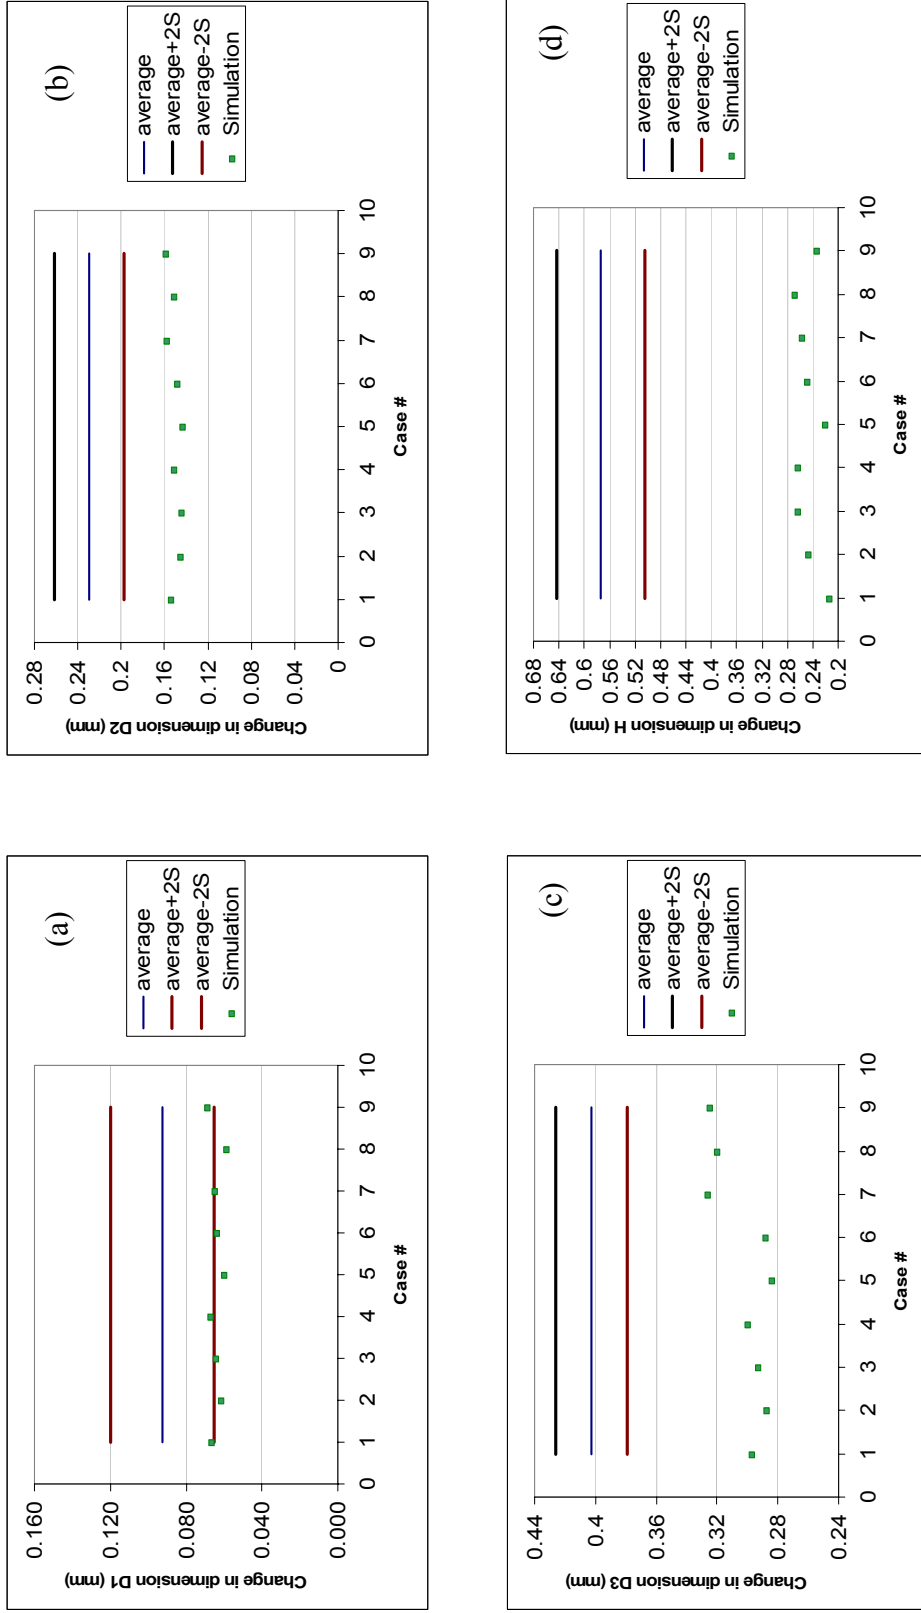 (a)
Change in dimension D1 (mm)
0.160
0.120
0.080
0.040
0.000
0 1 2 3 4 5 6 7 8 9 10
Case #
average
average+2S
average-2S
Simulation
(b)
Change in dimension D2 (mm)
0.28
0.24
0.2
0.16
0.12
0.08
0.04
0
0 1 2 3 4 5 6 7 8 9 10
Case #
average
average+2S
average-2S
Simulation
(c)
Change in dimension D3 (mm)
0.44
0.4
0.36
0.32
0.28
0.24
0 1 2 3 4 5 6 7 8 9 10
Case #
average
average+2S
average-2S
Simulation
(d)
Change in dimension H (mm)
0.68
0.64
0.6
0.56
0.52
0.48
0.44
0.4
0.36
0.32
0.28
0.24
0.2
0 1 2 3 4 5 6 7 8 9 10
Case #
average
average+2S
average-2S
Simulation